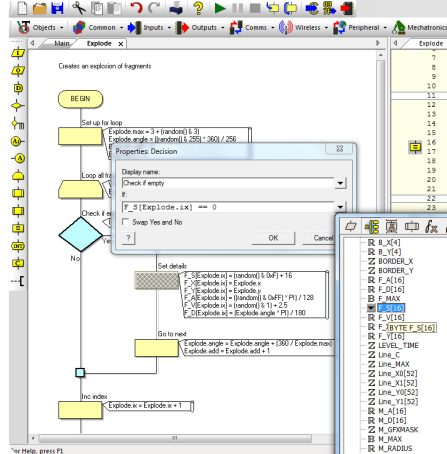 Objects Common Inputs Outputs Comms Wireless Peripheral Mechatronics
Main Explode x
Explode
Creates an explosion of fragments
BEGIN
Set up for loop
Explode.max = 3 + (random() & 3)
Explode.angle = ((random() & 255) * 360) / 256
Properties: Decision
Display name:
Check if empty
If:
F_S[Explode.ix] == 0
Swap Yes and No
?
OK
Cancel
Loop all fra
Check if em
Yes
No
Set details
F_S[Explode.ix] = (random() & 0xF) + 16
F_X[Explode.ix] = Explode.x
F_Y[Explode.ix] = Explode.y
F_A[Explode.ix] = ((random() & 0xFF) * PI) / 128
F_V[Explode.ix] = (random() & 1) + 2.5
F_D[Explode.ix] = (Explode.angle * PI) / 180
Go to next
Explode.angle = Explode.angle + (360 / Explode.max)
Explode.add = Explode.add + 1
Inc index
Explode.ix = Explode.ix + 1
7
8
9
10
11
12
13
14
15
16
17
18
19
20
21
22
23
B_X[4]
B_Y[4]
BORDER_X
BORDER_Y
F_A[16]
F_D[16]
F_MAX
F_S[16]
F_V[16]
BYTE F_S[16]
F_Y[16]
LEVEL_TIME
Line_C
Line_MAX
Line_X0[52]
Line_X1[52]
Line_Y0[52]
Line_Y1[52]
M_A[16]
M_D[16]
M_GFXMASK
M_MAX
M_RADIUS
For Help, press F1